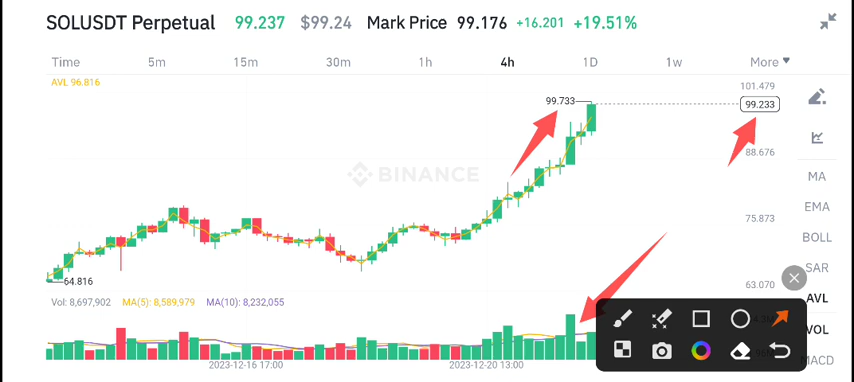 SOLUSDT Perpetual 99.237 $99.24 Mark Price 99.176 +16.201 +19.51%
Time 5m 15m 30m 1h 4h 1D 1w More
AVL 96.816
101.479
99.733
99.233
88.676
BINANCE
MA
EMA
75.873
BOLL
SAR
64.816
63.070
Vol: 8,697,902 MA(5): 8,589,979 MA(10): 8,232,055
AVL
VOL
MACD
2023-12-16 17:00 2023-12-20 13:00